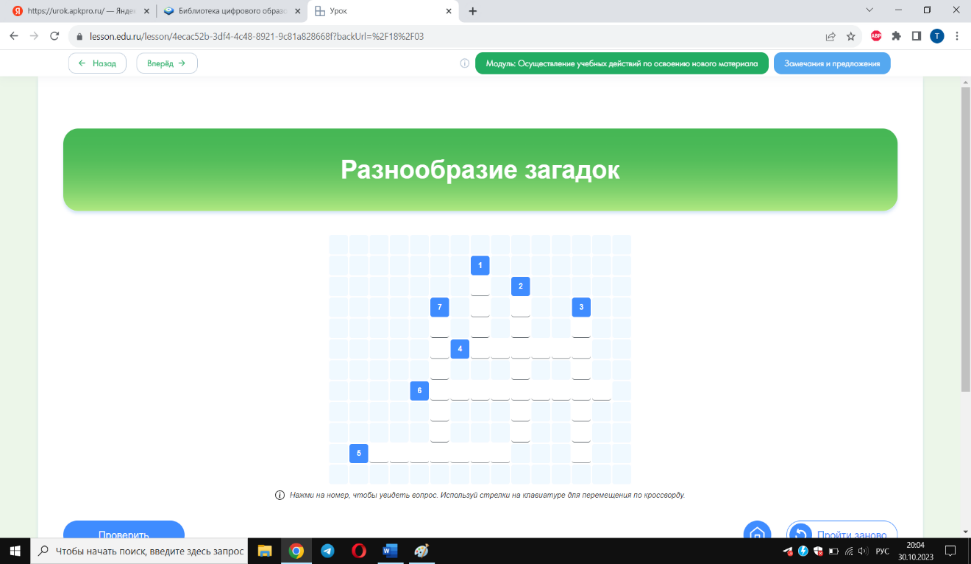 https://urok.apkpro.ru/ — Яндекс
Библиотека цифрового образова
Урок
lesson.edu.ru/lesson/4ecac52b-3df4-4c48-8921-9c81a828668f?backUrl=%2F18%2F03
ABP
T
Назад
Вперёд
Модуль: Осуществление учебных действий по освоению нового материала
Замечания и предложения
Разнообразие загадок
1
2
7
3
4
6
5
Нажми на номер, чтобы увидеть вопрос. Используй стрелки на клавиатуре для перемещения по кроссворду.
Проверить
Пройти заново
Чтобы начать поиск, введите здесь запрос
РУС
20:04
30.10.2023